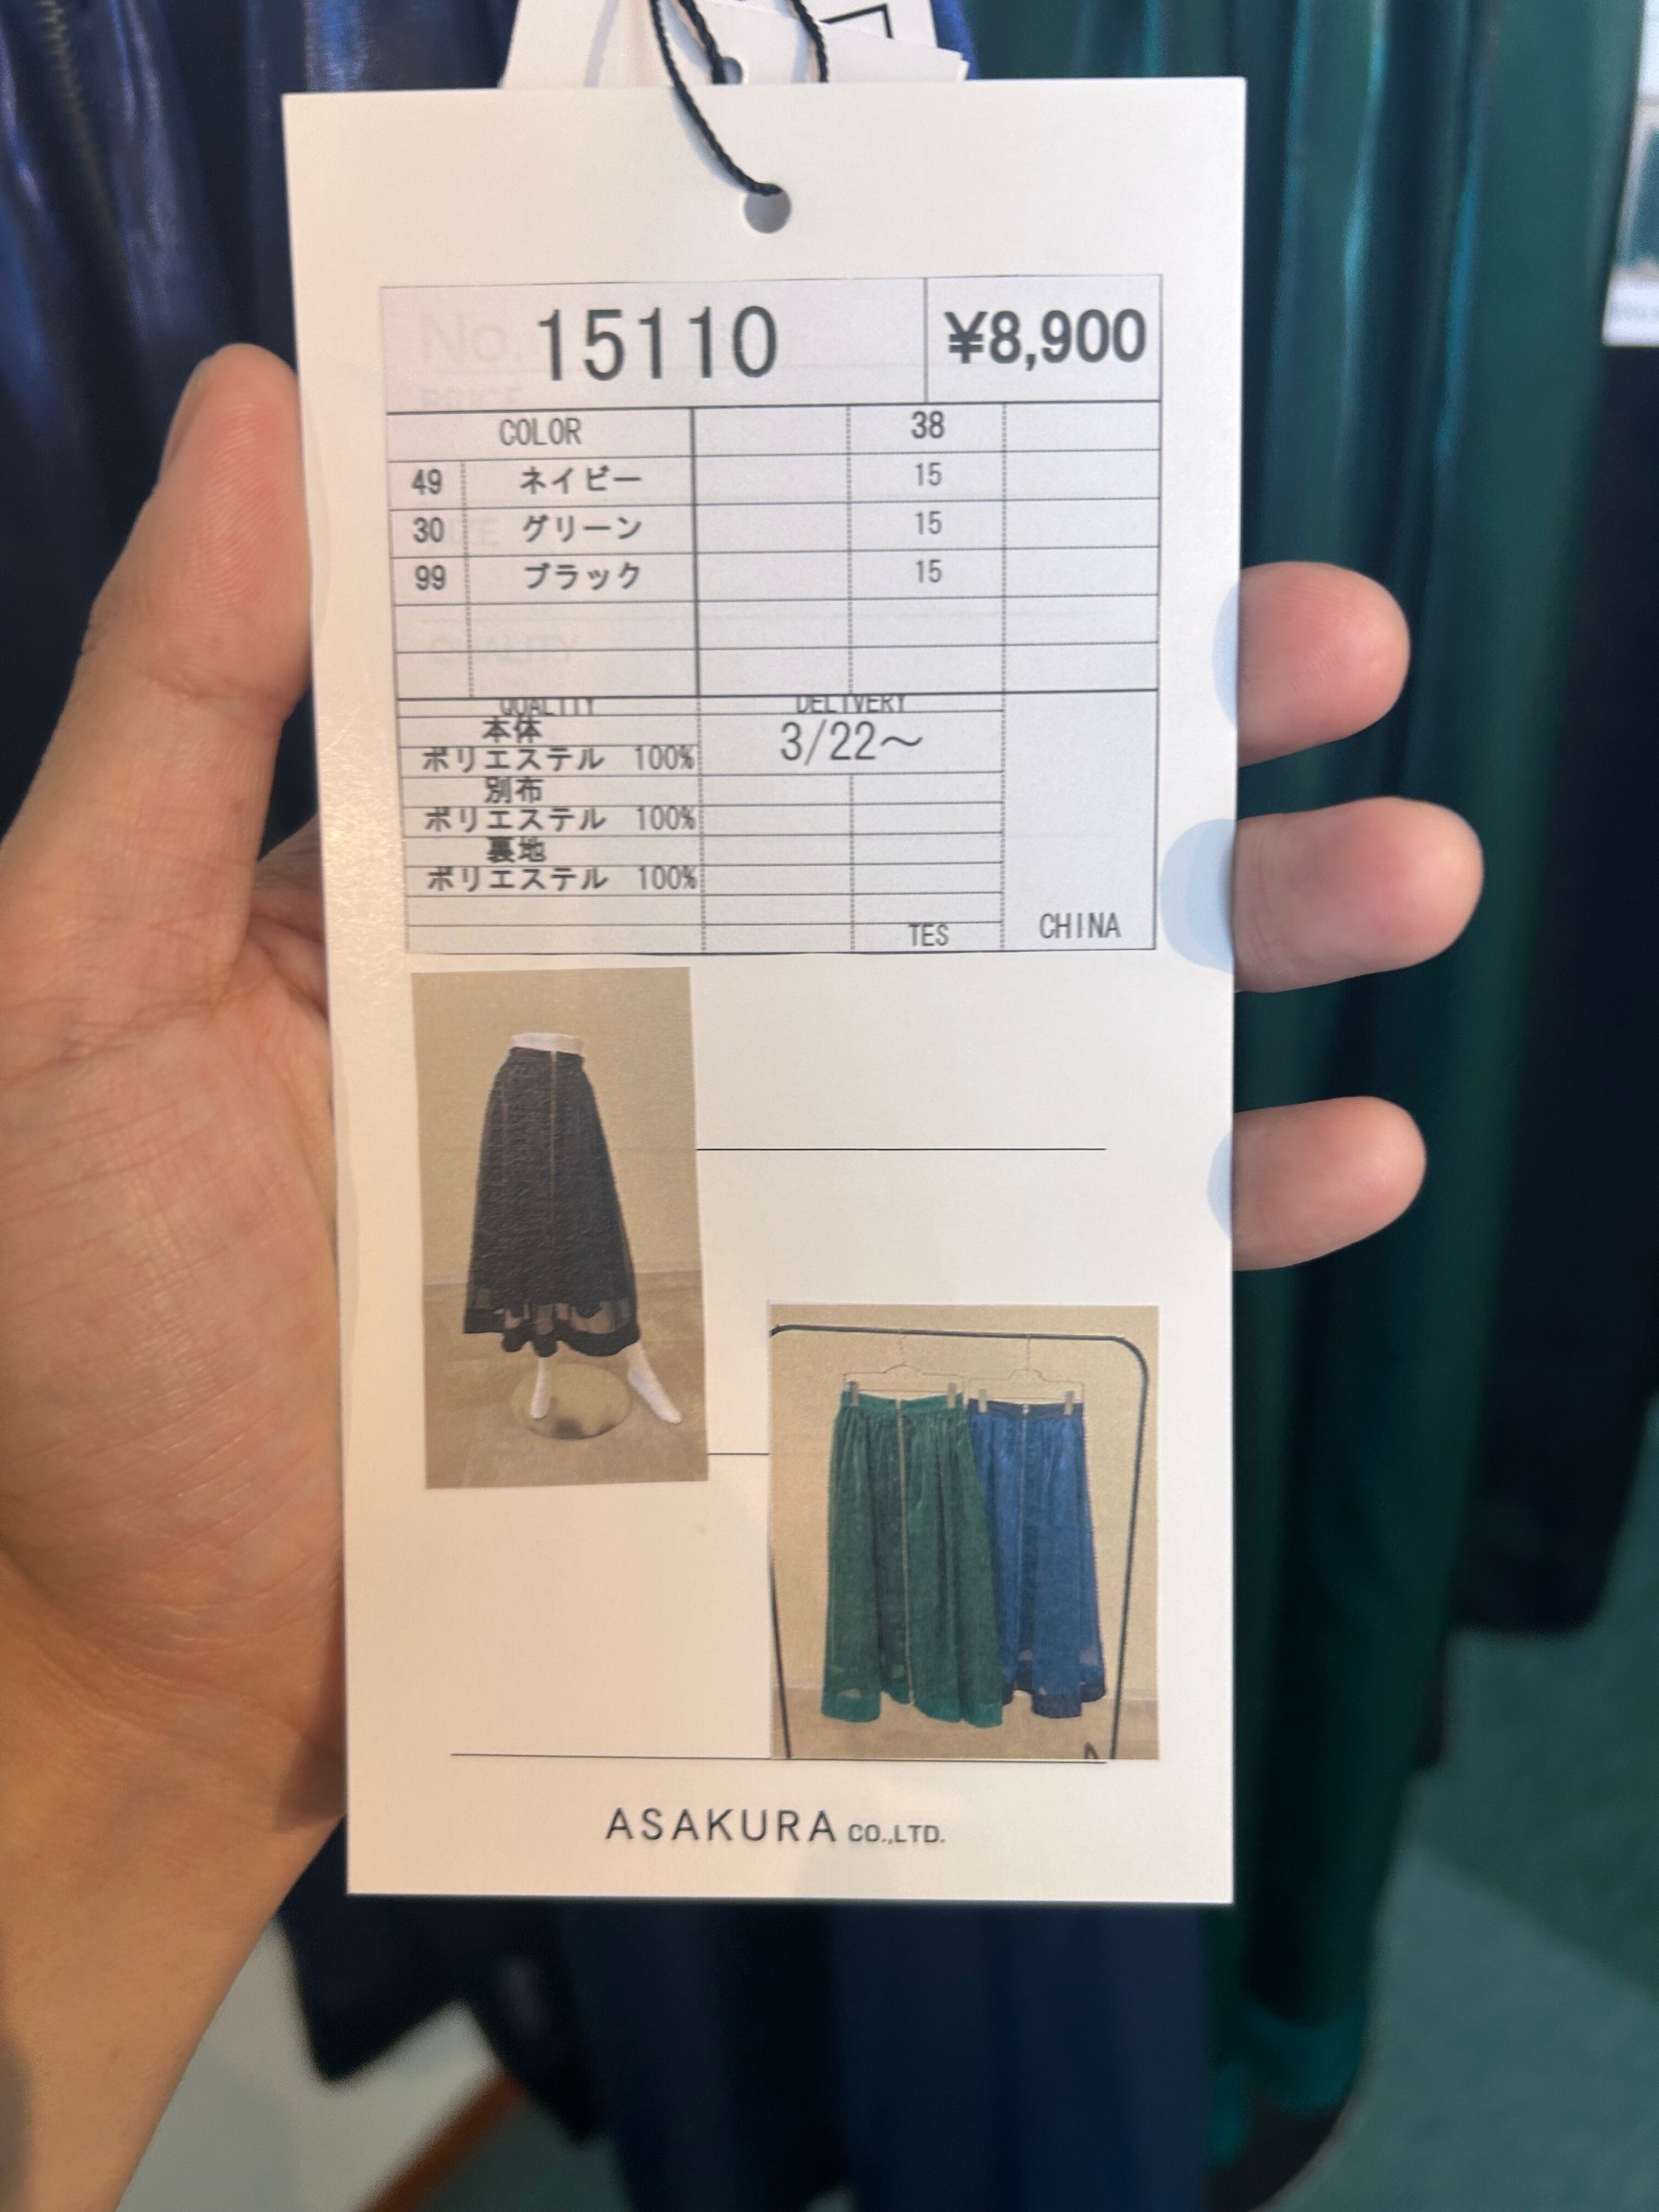 15110 ¥8,900
COLOR 38
49 ネイビー 15
30 グリーン 15
99 ブラック 15
QUALITY DELIVERY
本体 3/22～
ポリエステル 100%
別布
ポリエステル 100%
裏地
ポリエステル 100%
TES CHINA
ASAKURA CO.,LTD.